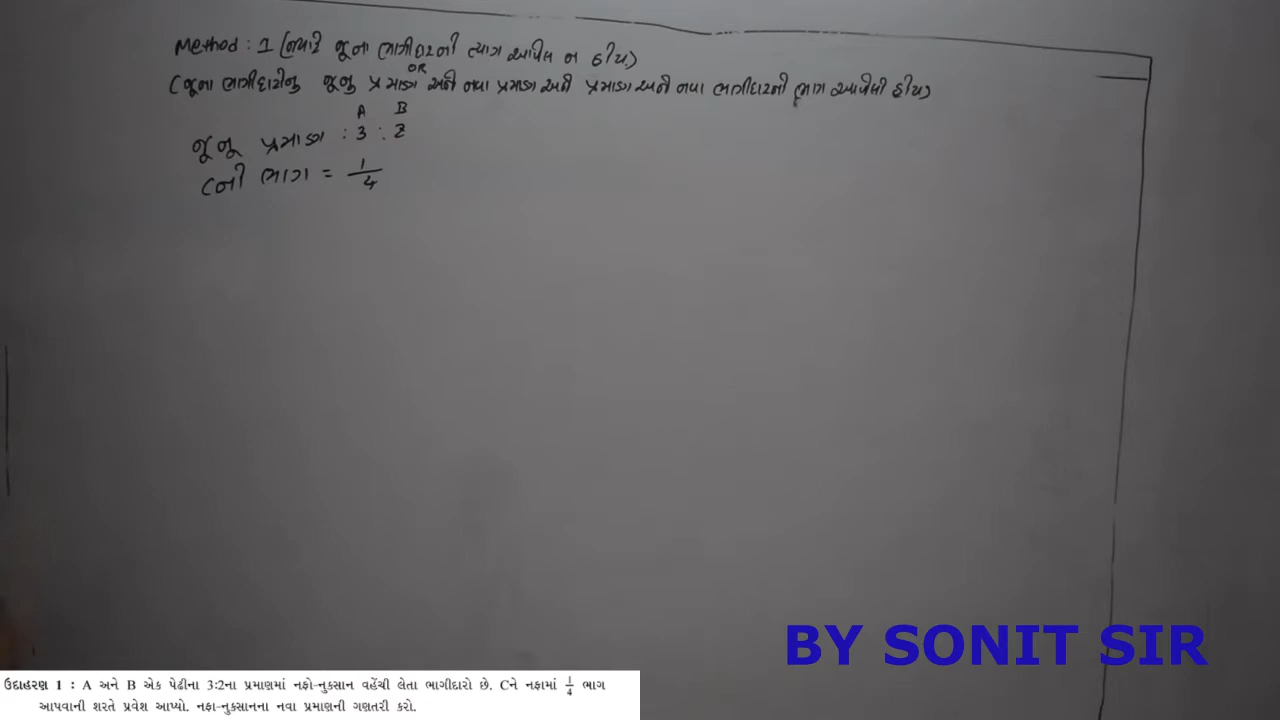 Method : 1 (જ્યારે જૂના ભાગીદારની ત્યાગ આપેલ ન હોય)
OR
(જૂના ભાગીદારોનુ જૂનુ પ્રમાણ અને નવા પ્રમાણ અને પ્રમાણ અને નવા ભાગીદારનો ભાગ આપેલો હોય)
A B
જૂનુ પ્રમાણ : 3 : 2
Cનો ભાગ = 1/4
BY SONIT SIR
ઉદાહરણ 1 : A અને B એક પેઢીના 3:2ના પ્રમાણમાં નફો-નુકસાન વહેંચી લેતા ભાગીદારો છે. Cને નફામાં 1/4 ભાગ
આપવાની શરતે પ્રવેશ આપ્યો. નફા-નુકસાનના નવા પ્રમાણની ગણતરી કરો.